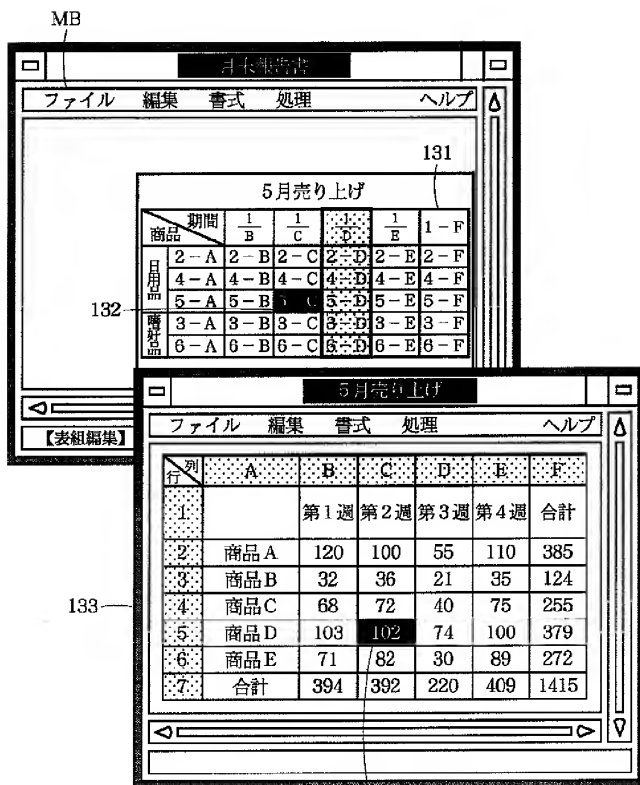 MB
月末報告書
ファイル 編集 書式 処理 ヘルプ
131
5月売り上げ
期間 商品 1/B 1/C 1/D 1/E 1-F
日用品 2-A 2-B 2-C 2-D 2-E 2-F
4-A 4-B 4-C 4-D 4-E 4-F
132 5-A 5-B 5-C 5-D 5-E 5-F
嗜好品 3-A 3-B 3-C 3-D 3-E 3-F
6-A 6-B 6-C 6-D 6-E 6-F
【表組編集】
5月売り上げ
ファイル 編集 書式 処理 ヘルプ
列 行 A B C D E F
1 第1週 第2週 第3週 第4週 合計
2 商品A 120 100 55 110 385
3 商品B 32 36 21 35 124
133
4 商品C 68 72 40 75 255
5 商品D 103 102 74 100 379
6 商品E 71 82 30 89 272
7 合計 394 392 220 409 1415